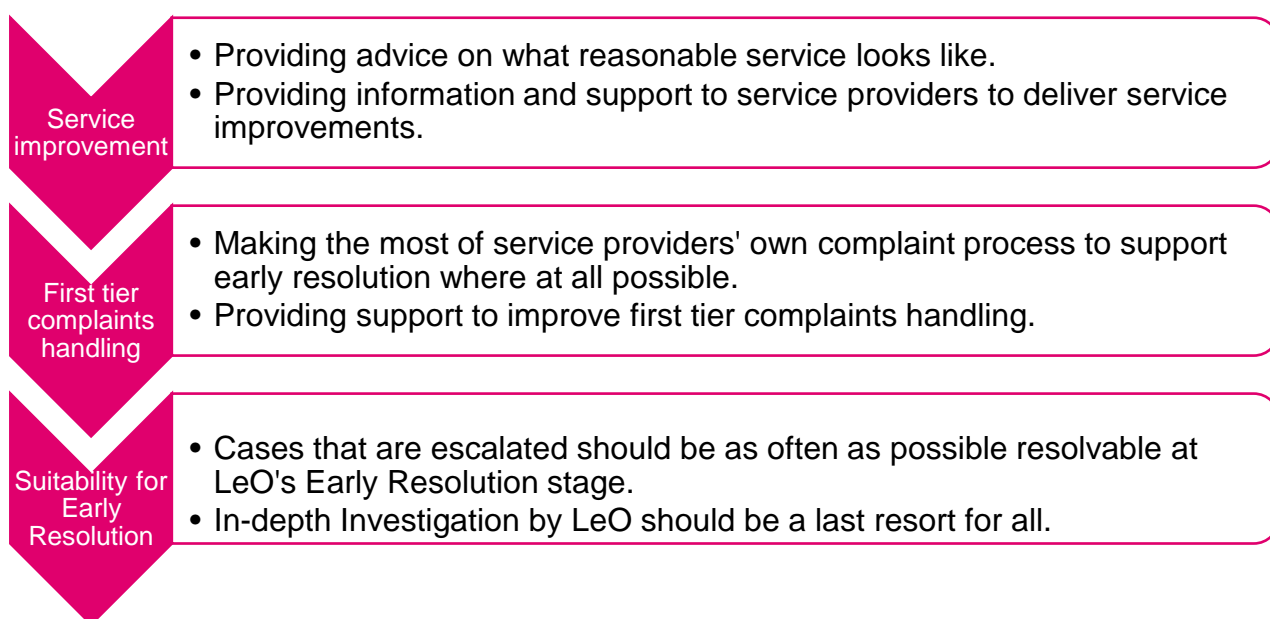 Service
improvement
• Providing advice on what reasonable service looks like.
• Providing information and support to service providers to deliver service
improvements.
First tier
complaints
handling
• Making the most of service providers' own complaint process to support
early resolution where at all possible.
• Providing support to improve first tier complaints handling.
Suitability for
Early
Resolution
• Cases that are escalated should be as often as possible resolvable at
LeO's Early Resolution stage.
• In-depth Investigation by LeO should be a last resort for all.